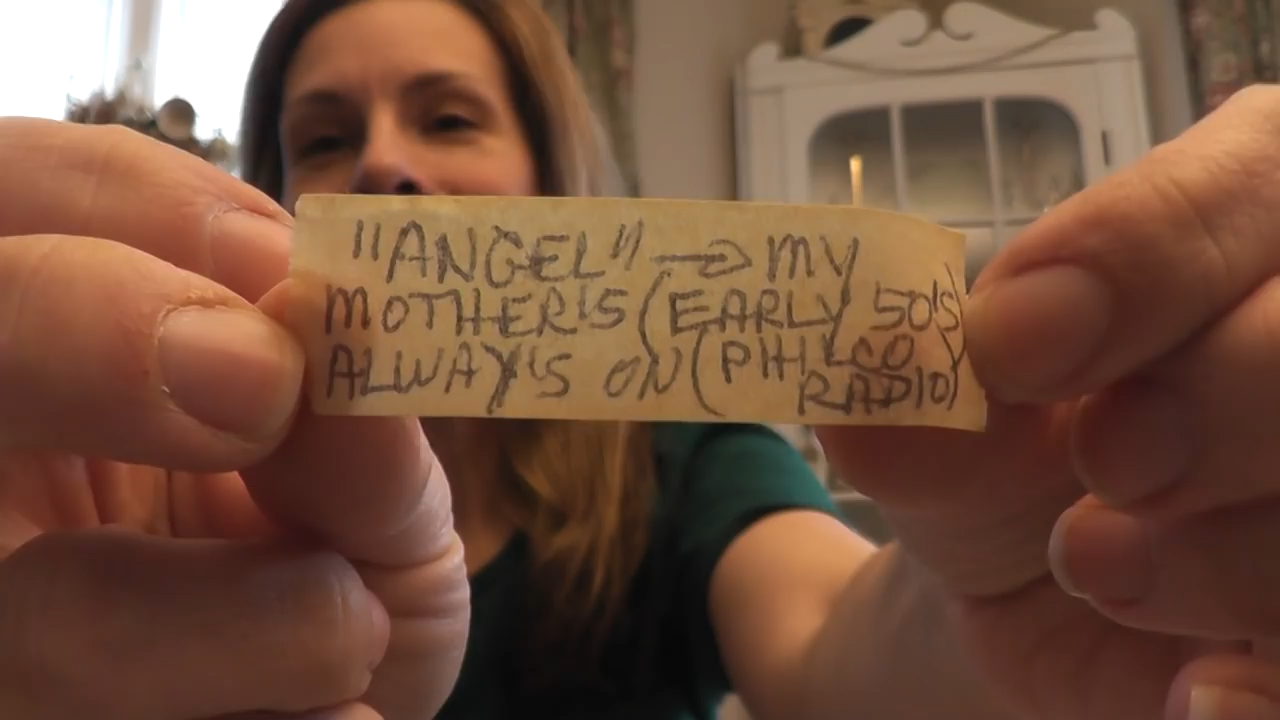 "ANGEL" → MY
MOTHER'S (EARLY 50'S)
ALWAY'S ON (PHILCO
RADIO)